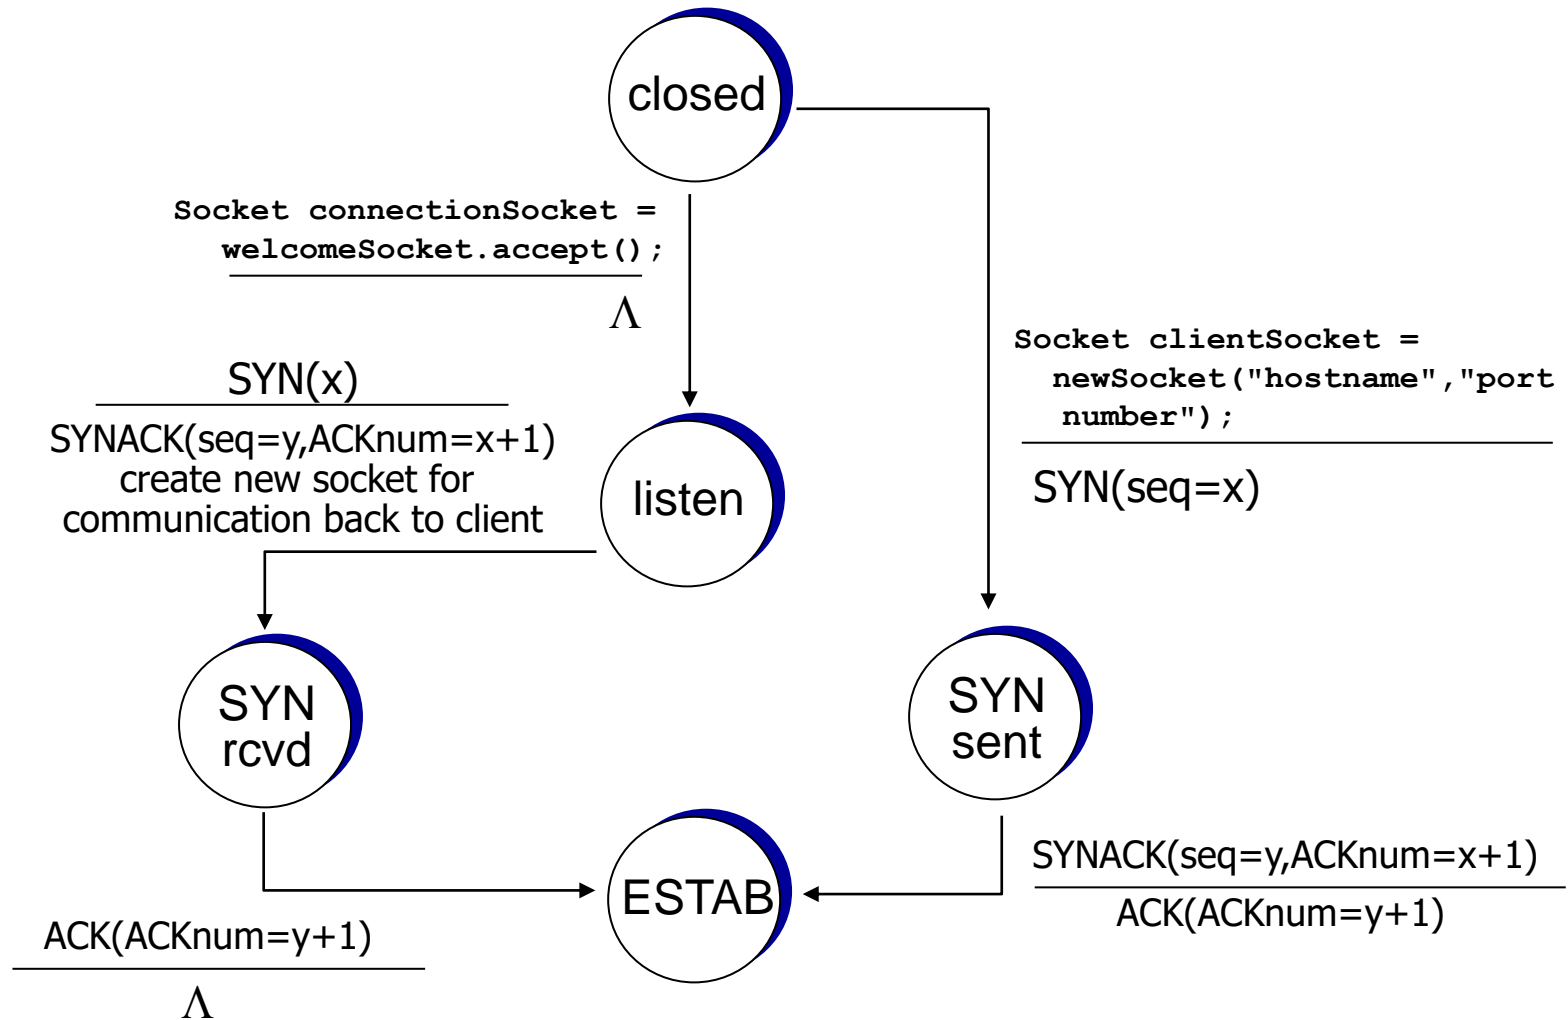 closed
Socket connectionSocket =
welcomeSocket.accept();
Λ
Socket clientSocket =
newSocket("hostname","port
number");
SYN(seq=x)
SYN(x)
SYNACK(seq=y,ACKnum=x+1)
create new socket for
communication back to client
listen
SYN
rcvd
SYN
sent
ESTAB
SYNACK(seq=y,ACKnum=x+1)
ACK(ACKnum=y+1)
ACK(ACKnum=y+1)
Λ